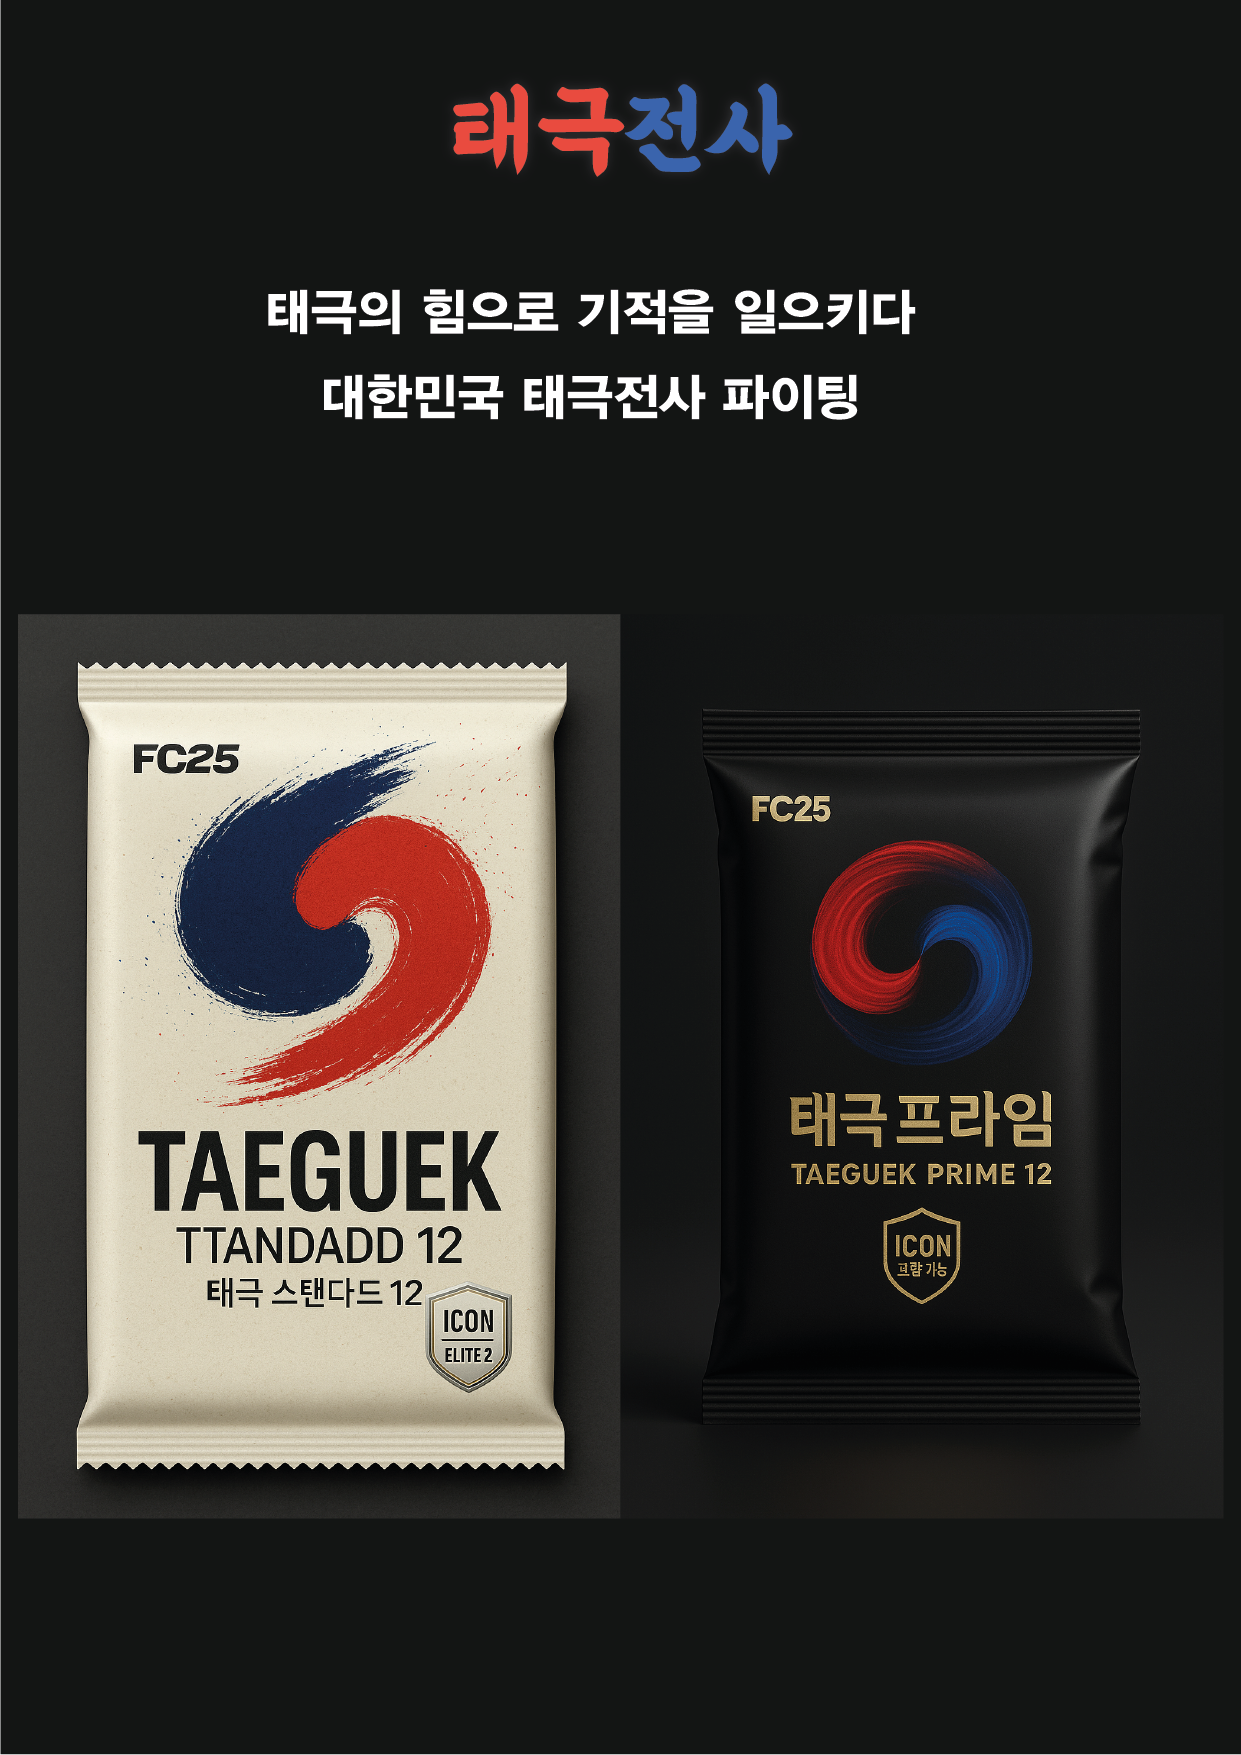 태극전사
태극의 힘으로 기적을 일으키다
대한민국 태극전사 파이팅
FC25
TAEGUEK
TTANDADD 12
태극 스탠다드 12
ICON
ELITE 2
FC25
태극프라임
TAEGUEK PRIME 12
ICON
가능